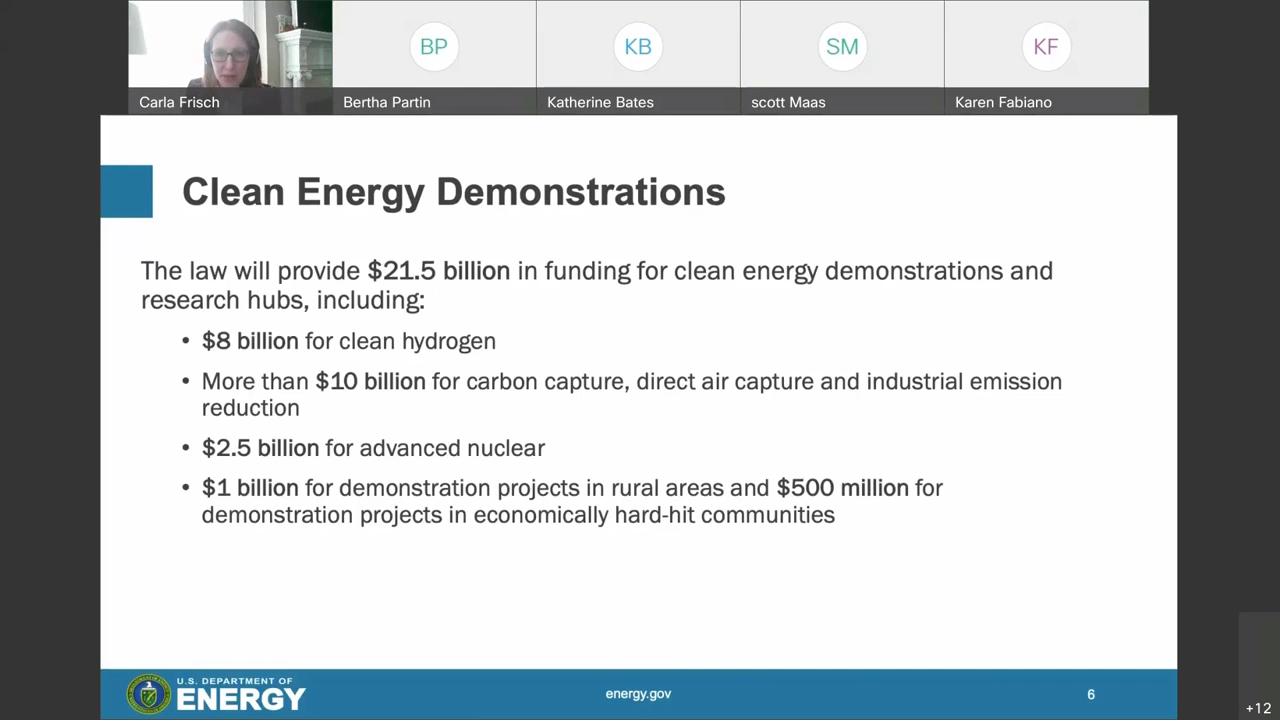 BP
KB
SM
KF
Carla Frisch
Bertha Partin
Katherine Bates
scott Maas
Karen Fabiano
Clean Energy Demonstrations
The law will provide $21.5 billion in funding for clean energy demonstrations and
research hubs, including:
• $8 billion for clean hydrogen
• More than $10 billion for carbon capture, direct air capture and industrial emission
reduction
• $2.5 billion for advanced nuclear
• $1 billion for demonstration projects in rural areas and $500 million for
demonstration projects in economically hard-hit communities
U.S. DEPARTMENT OF
ENERGY
energy.gov
6
+12